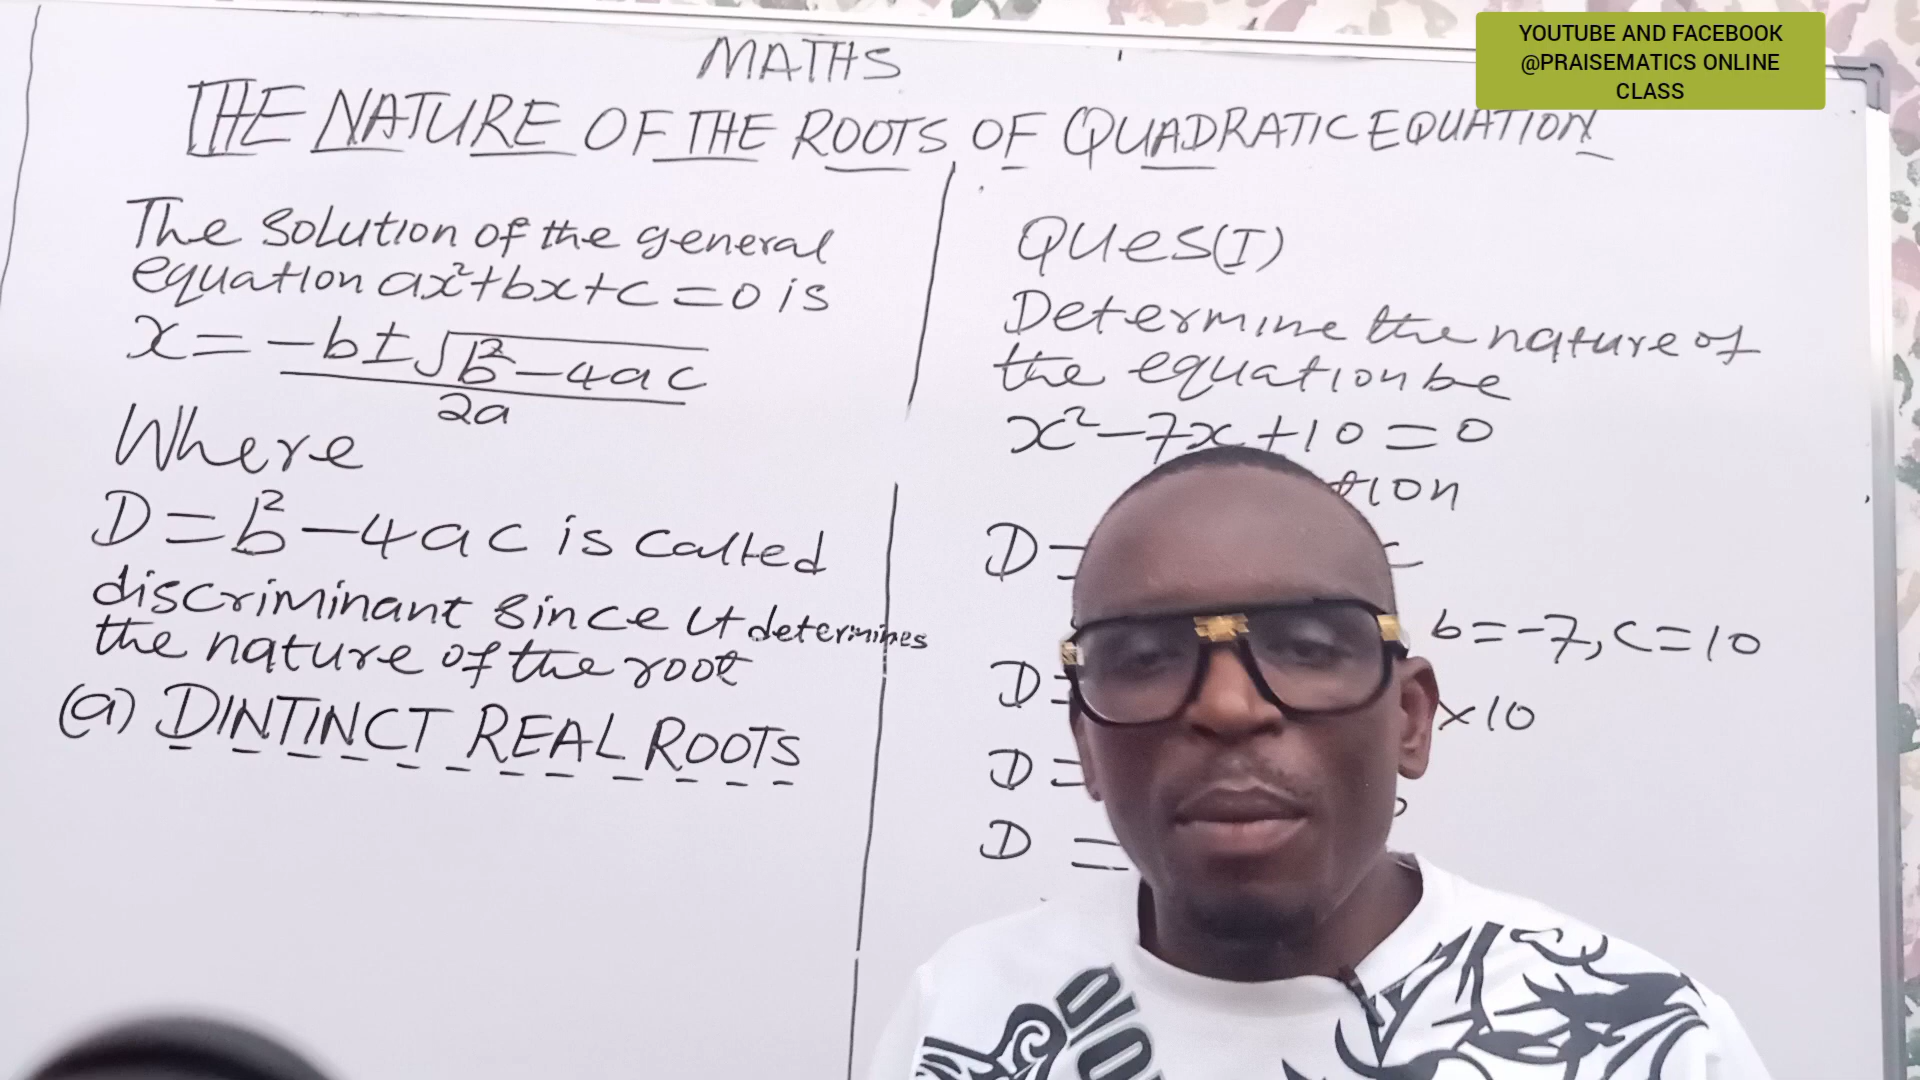 YOUTUBE AND FACEBOOK
@PRAISEMATICS ONLINE
CLASS
MATHS
THE NATURE OF THE ROOTS OF QUADRATIC EQUATION
The solution of the general
equation ax²+bx+c=0 is
x = -b±√b²-4ac
2a
Where
D=b²-4ac is called
discriminant since it determines
the nature of the root
(a) DINTINCT REAL ROOTS
Ques(I)
Determine the nature of
the equation be
x²-7x+10=0
D=
b=-7, c=10
D=
×10
D=
D=